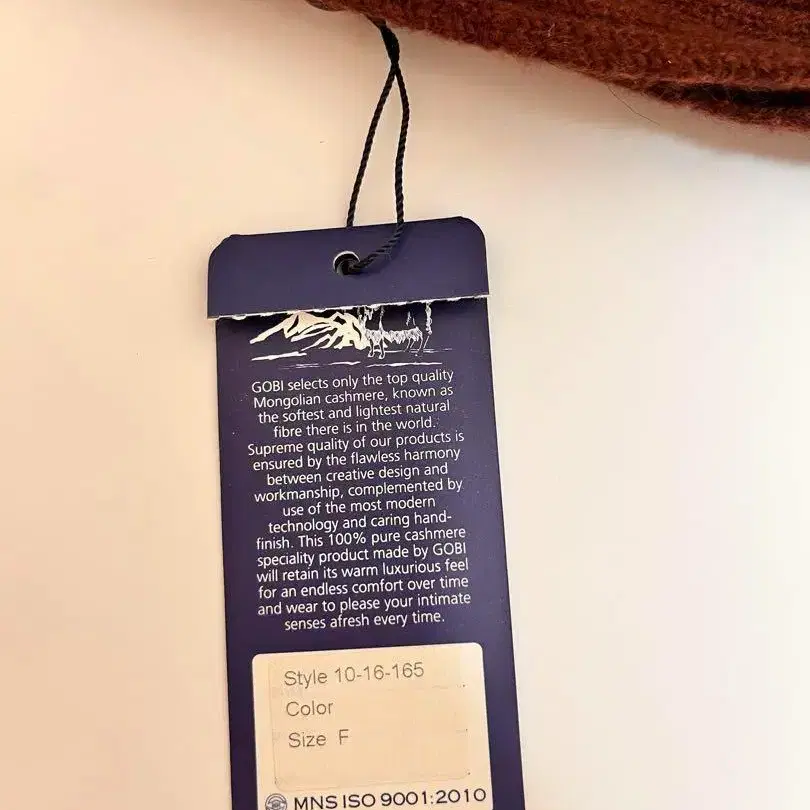 GOBI selects only the top quality
Mongolian cashmere, known as
the softest and lightest natural
fibre there is in the world.
Supreme quality of our products is
ensured by the flawless harmony
between creative design and
workmanship, complemented by
use of the most modern
technology and caring hand-
finish. This 100% pure cashmere
speciality product made by GOBI
will retain its warm luxurious feel
for an endless comfort over time
and wear to please your intimate
senses afresh every time.
Style 10-16-165
Color
Size F
MNS ISO 9001:2010